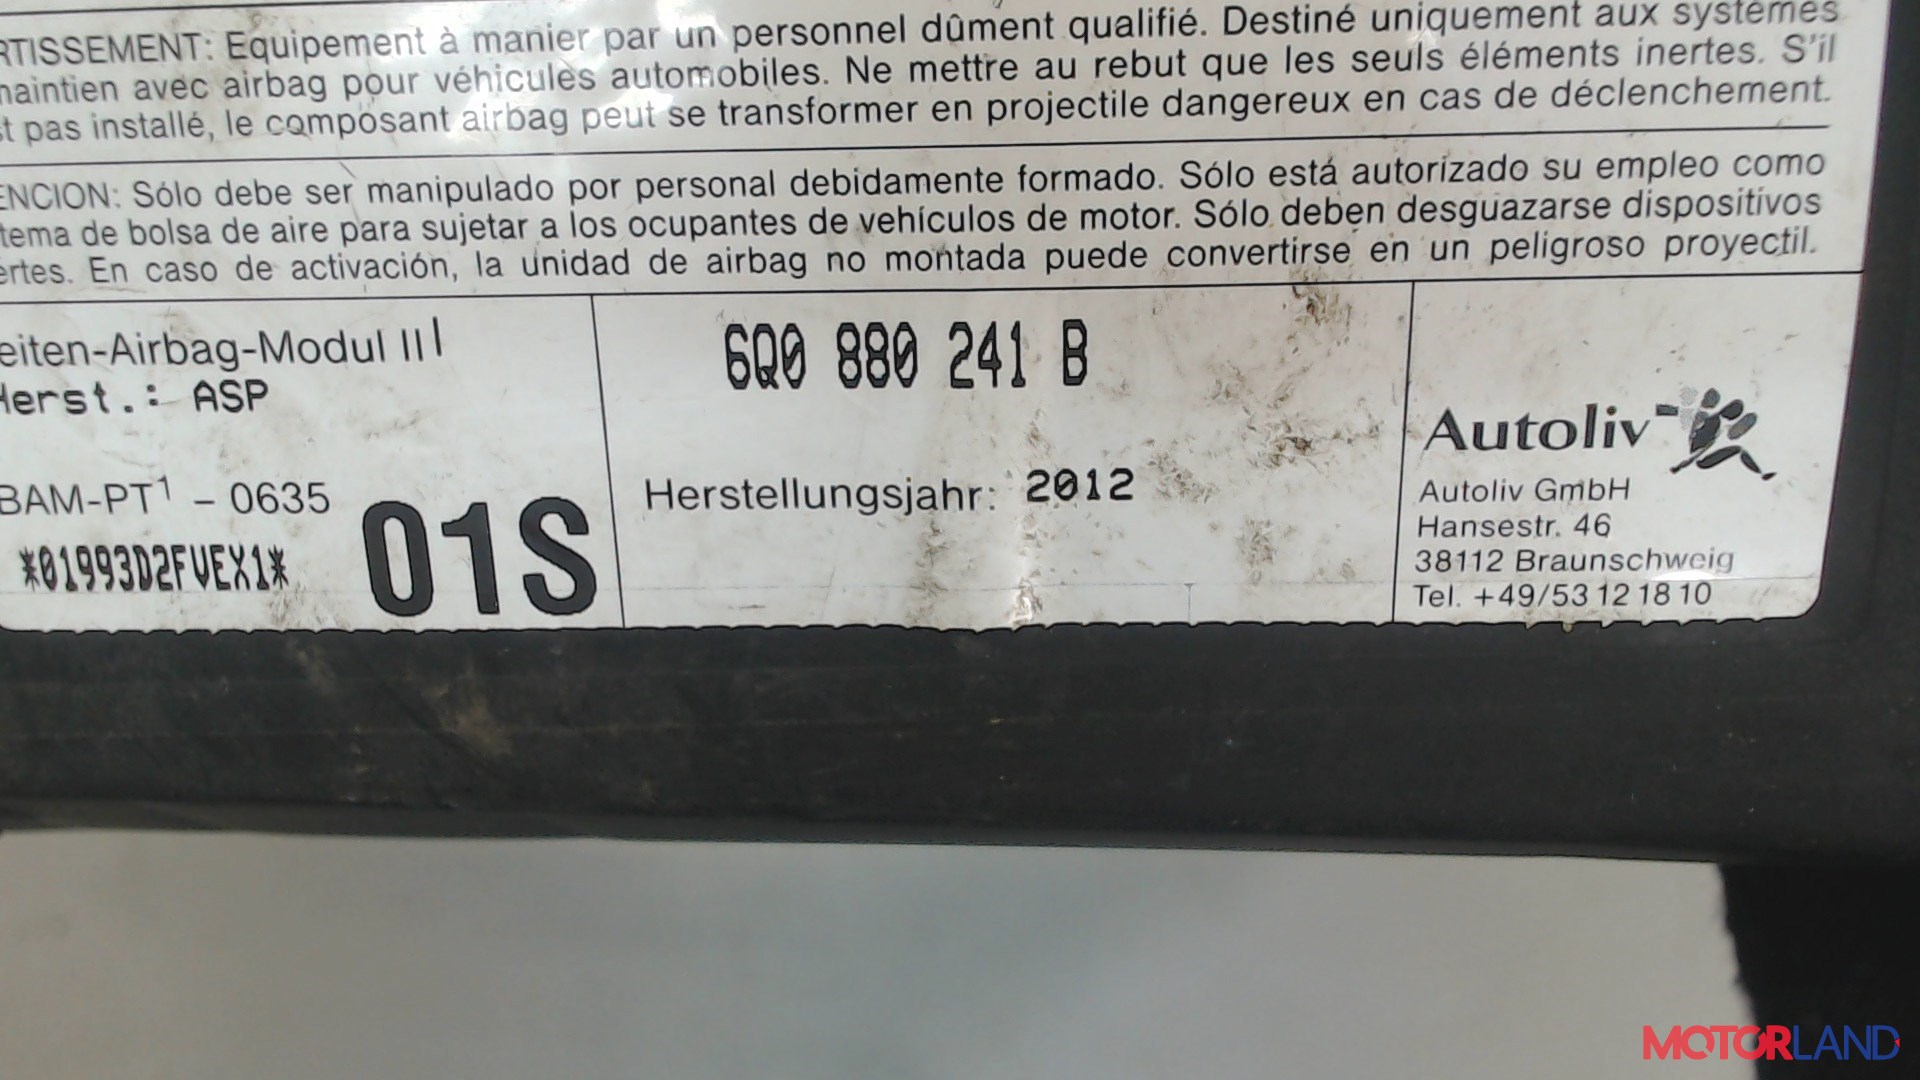 RTISSEMENT: Equipement à manier par un personnel dûment qualifié. Destiné uniquement aux systèmes
maintien avec airbag pour véhicules automobiles. Ne mettre au rebut que les seuls éléments inertes. S'il
st pas installé, le composant airbag peut se transformer en projectile dangereux en cas de déclenchement.
ENCION: Sólo debe ser manipulado por personal debidamente formado. Sólo está autorizado su empleo como
tema de bolsa de aire para sujetar a los ocupantes de vehículos de motor. Sólo deben desguazarse dispositivos
ertes. En caso de activación, la unidad de airbag no montada puede convertirse en un peligroso proyectil.
eiten-Airbag-Modul III
Herst.: ASP
BAM-PT1 - 0635
*01993D2FVEX1*
01S
6Q0 880 241 B
Herstellungsjahr: 2012
Autoliv
Autoliv GmbH
Hansestr. 46
38112 Braunschweig
Tel. +49/53 12 18 10
MOTORLAND